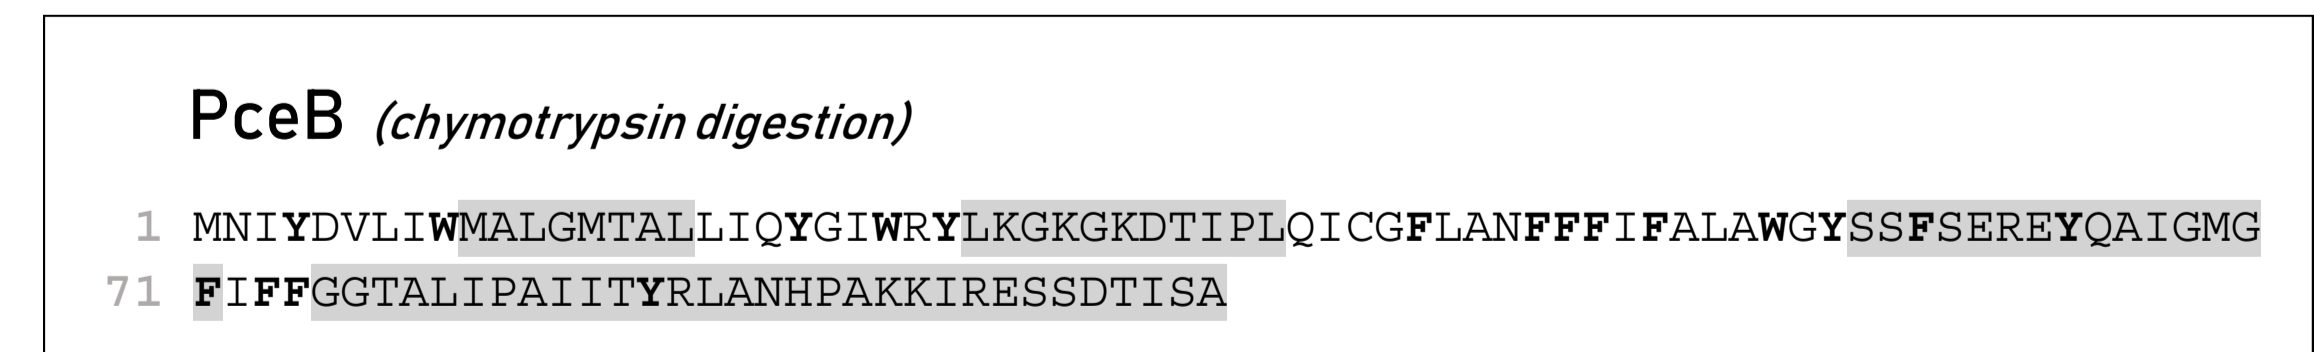 PceB (chymotrypsin digestion)
1 MNIYDVLIWMALGMTALLIQYGIWRYLKGKGKDTIPLQICGFLANFFFIFALAWGYSSFSEREYQAIGMG
71 FIFFGGTALIPAIITYRLANHPAKKIRESSDTISA